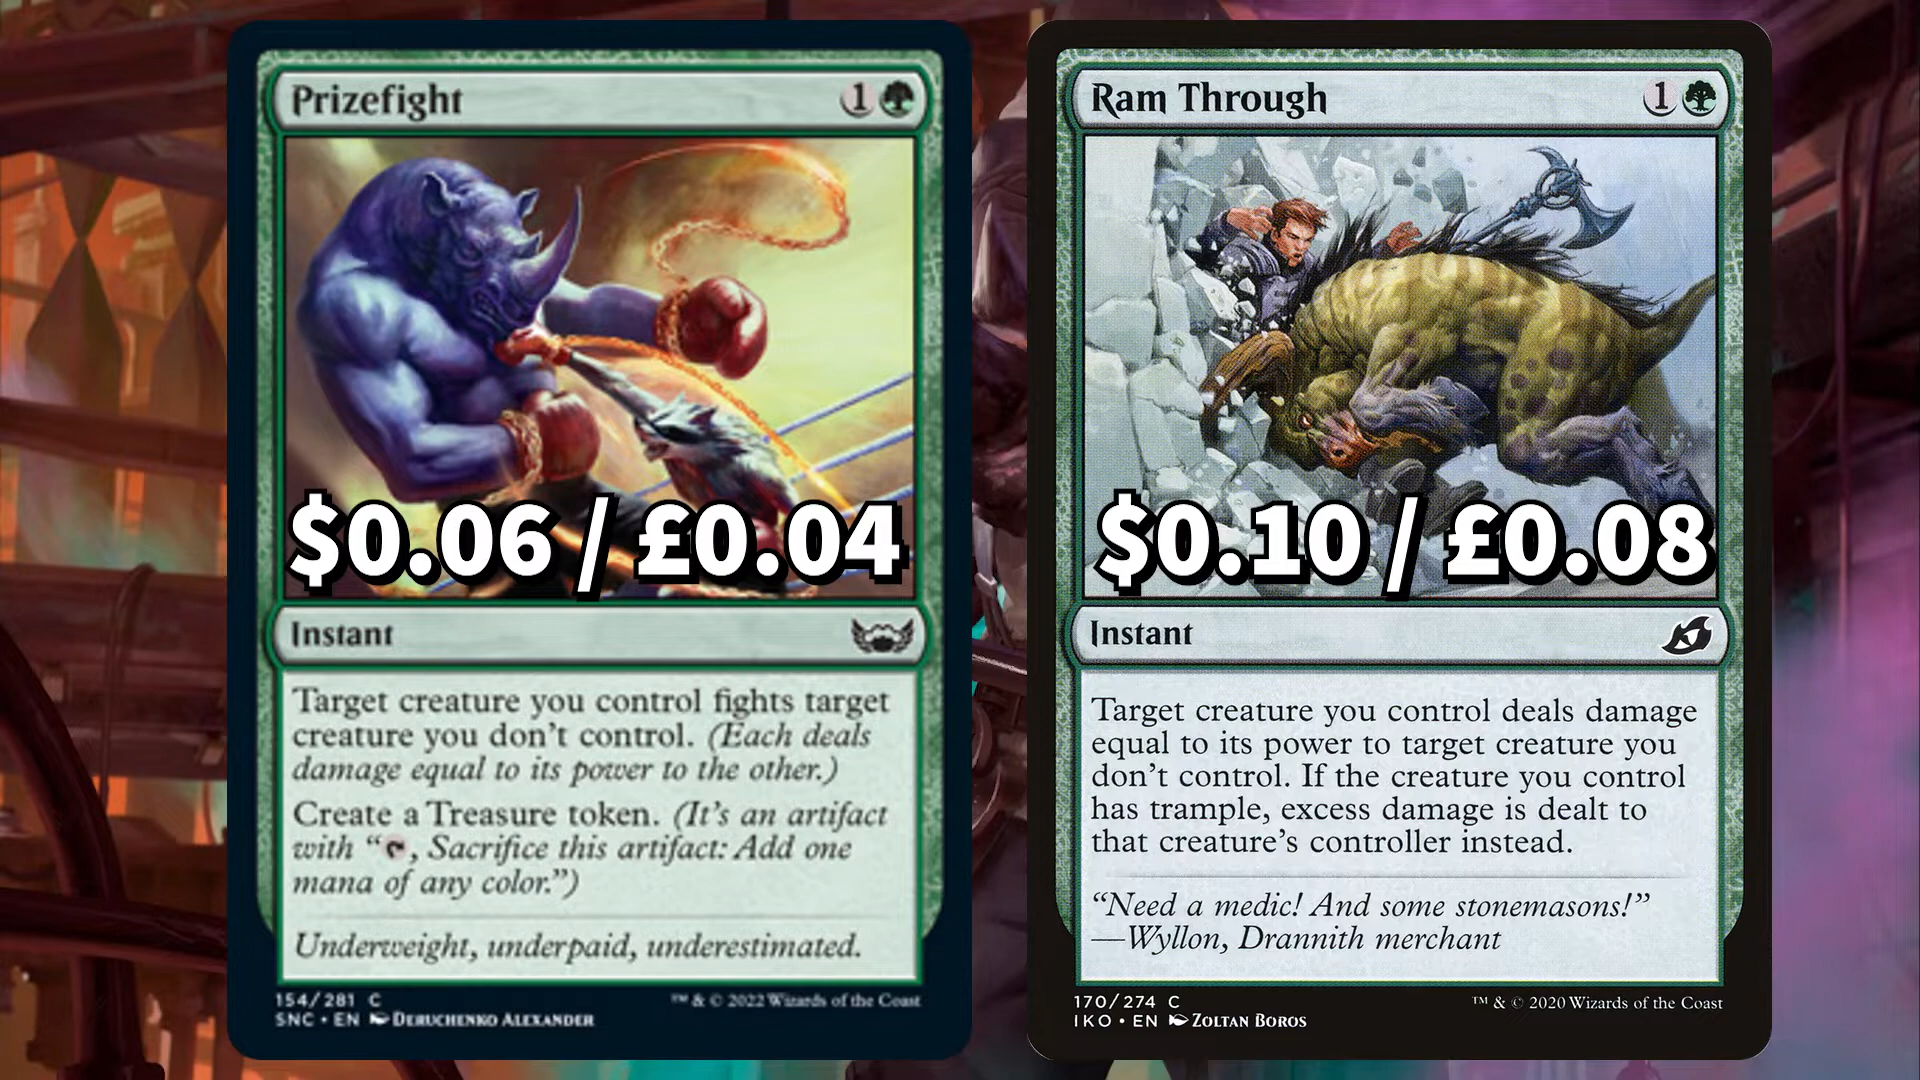 Prizefight
1
$0.06 / £0.04
Instant
Target creature you control fights target
creature you don't control. (Each deals
damage equal to its power to the other.)
Create a Treasure token. (It's an artifact
with “, Sacrifice this artifact: Add one
mana of any color.”)
Underweight, underpaid, underestimated.
154/281 C
SNC • EN Deruchenko Alexander
™ & © 2022 Wizards of the Coast
Ram Through
1
$0.10 / £0.08
Instant
Target creature you control deals damage
equal to its power to target creature you
don't control. If the creature you control
has trample, excess damage is dealt to
that creature's controller instead.
“Need a medic! And some stonemasons!”
—Wyllon, Drannith merchant
170/274 C
IKO • EN Zoltan Boros
™ & © 2020 Wizards of the Coast